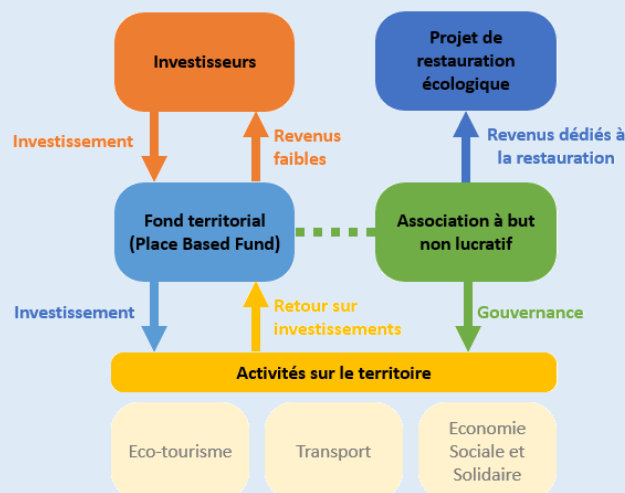 Investisseurs
Projet de
restauration
écologique
Investissement
Revenus
faibles
Revenus dédiés à
la restauration
Fond territorial
(Place Based Fund)
Association à but
non lucratif
Investissement
Retour sur
investissements
Gouvernance
Activités sur le territoire
Eco-tourisme
Transport
Economie
Sociale et
Solidaire